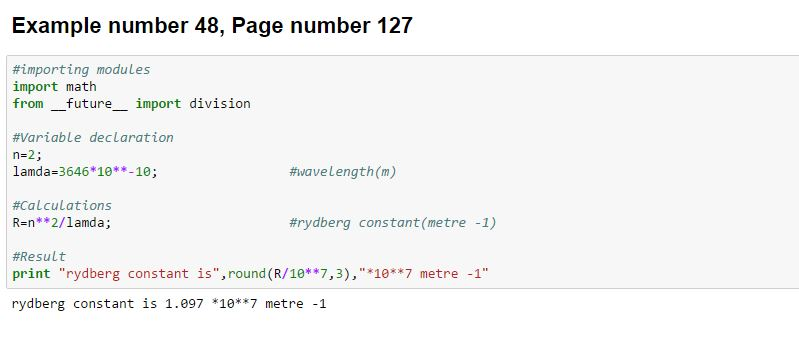 Example number 48, Page number 127
#importing modules
import math
from __future__ import division
#Variable declaration
n=2;
lamda=3646*10**-10; #wavelength(m)
#Calculations
R=n**2/lamda; #rydberg constant(metre -1)
#Result
print "rydberg constant is",round(R/10**7,3),"*10**7 metre -1"
rydberg constant is 1.097 *10**7 metre -1